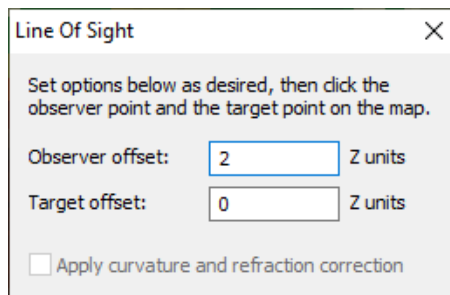 Line Of Sight
Set options below as desired, then click the
observer point and the target point on the map.
Observer offset: 2 Z units
Target offset: 0 Z units
Apply curvature and refraction correction